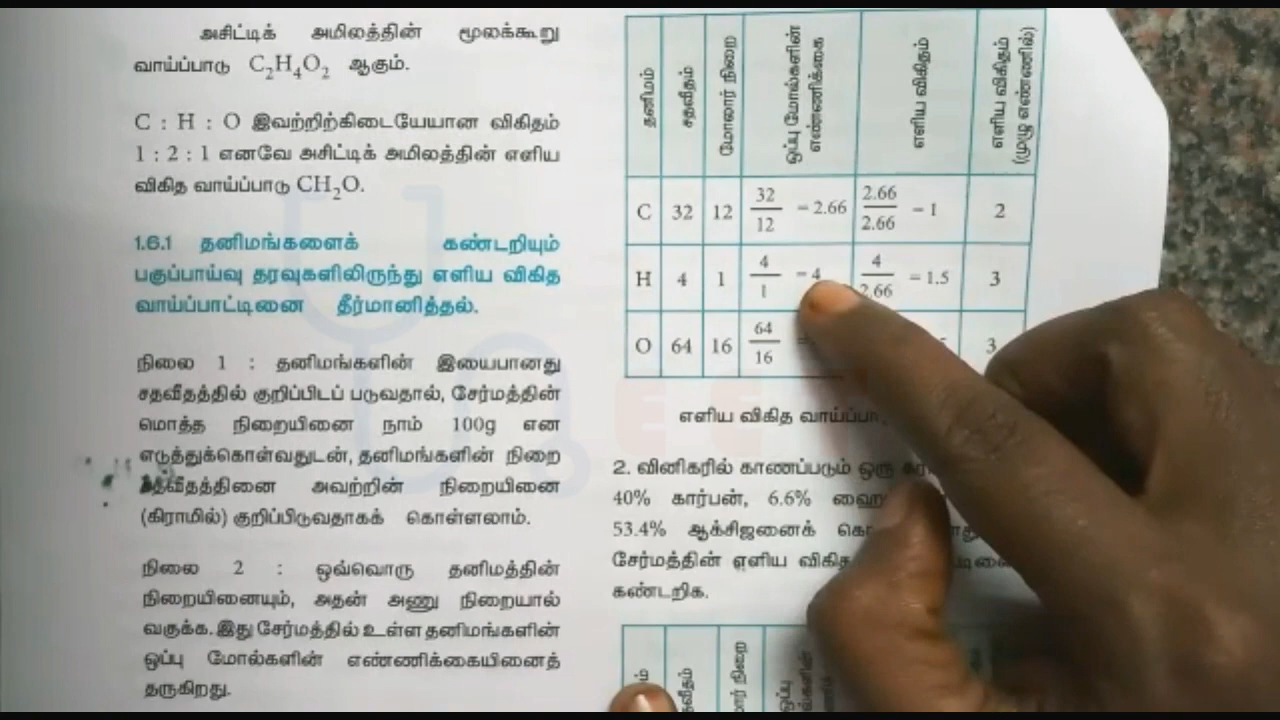 அசிட்டிக் அமிலத்தின் மூலக்கூறு
வாய்ப்பாடு C₂H₄O₂ ஆகும்.
C : H : O இவற்றிற்கிடையேயான விகிதம்
1 : 2 : 1 எனவே அசிட்டிக் அமிலத்தின் எளிய
விகித வாய்ப்பாடு CH₂O.
1.6.1 தனிமங்களைக் கண்டறியும்
பகுப்பாய்வு தரவுகளிலிருந்து எளிய விகித
வாய்ப்பாட்டினை தீர்மானித்தல்.
நிலை 1 : தனிமங்களின் இயைபானது
சதவீதத்தில் குறிப்பிடப் படுவதால், சேர்மத்தின்
மொத்த நிறையினை நாம் 100g என
எடுத்துக்கொள்வதுடன், தனிமங்களின் நிறை
சதவீதத்தினை அவற்றின் நிறையினை
(கிராமில்) குறிப்பிடுவதாகக் கொள்ளலாம்.
நிலை 2 : ஒவ்வொரு தனிமத்தின்
நிறையினையும், அதன் அணு நிறையால்
வகுக்க. இது சேர்மத்தில் உள்ள தனிமங்களின்
ஒப்பு மோல்களின் எண்ணிக்கையினைத்
தருகிறது.
தனிமம் சதவீதம் மோலார் நிறை ஒப்பு மோல்களின் எண்ணிக்கை எளிய விகிதம் எளிய விகிதம் (முழு எண்ணில்)
C 32 12 32/12 = 2.66 2.66/2.66 = 1 2
H 4 1 4/1 = 4 4/2.66 = 1.5 3
O 64 16 64/16 = 3
எளிய விகித
2. வினிகரில் காணப்படும் ஒரு
40% கார்பன், 6.6%
53.4% ஆக்சிஜனைக்
சேர்மத்தின் எளிய
கண்டறிக.
சதவீதம் நிறை ஒப்பு